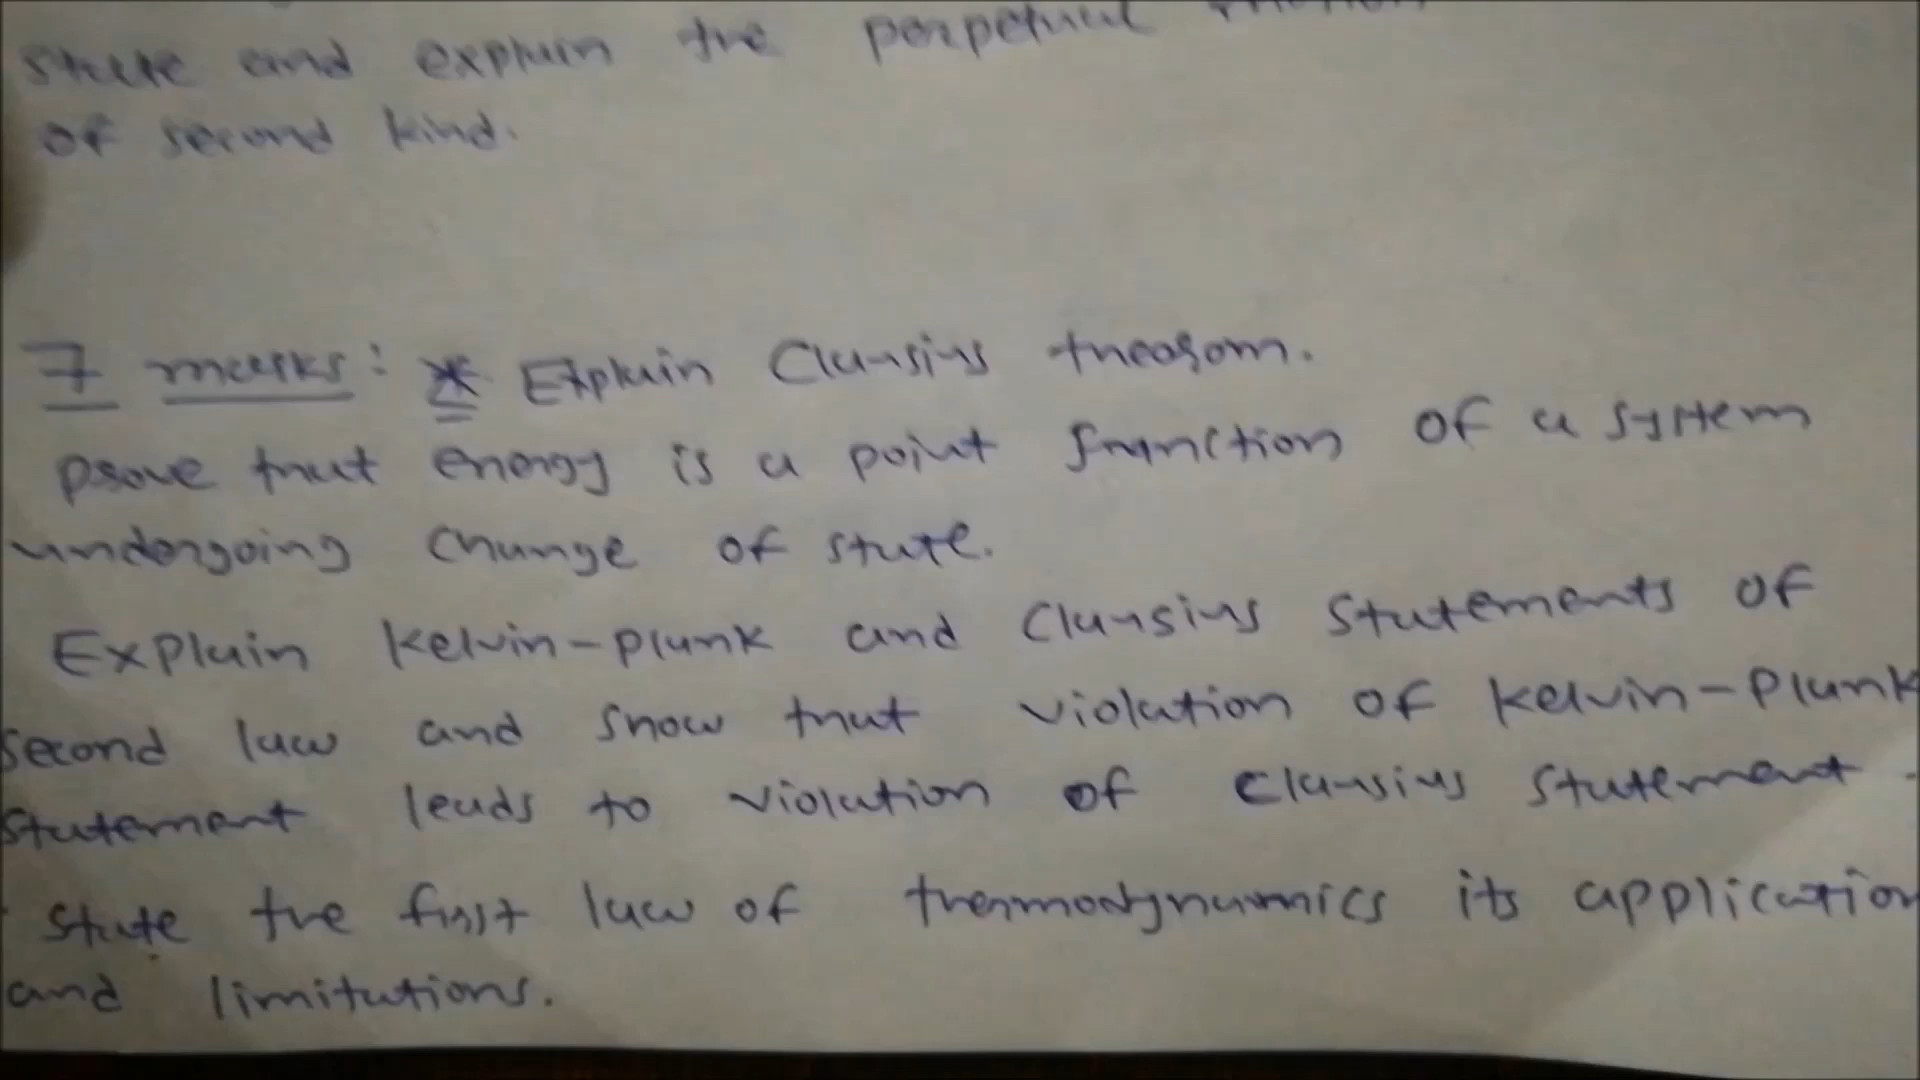 state and explain the perpetual motion
of second kind.
7 marks: * Explain Clausius theorom.
prove that energy is a point function of a system
undergoing change of state.
Explain kelvin-plank and Clausius statements of
second law and show that violation of kelvin-plank
statement leads to violation of Clausius statement.
state the first law of thermodynamics its application
and limitations.